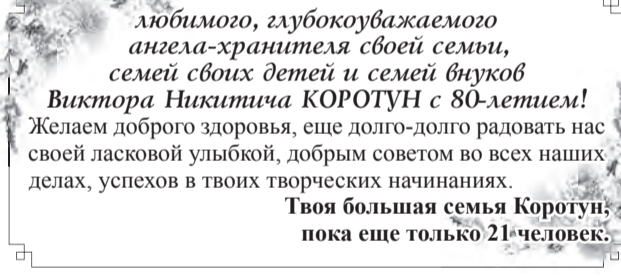 любимого, глубокоуважаемого
ангела-хранителя своей семьи,
семей своих детей и семей внуков
Виктора Никитича КОРОТУН с 80-летием!
Желаем доброго здоровья, еще долго-долго радовать нас
своей ласковой улыбкой, добрым советом во всех наших
делах, успехов в твоих творческих начинаниях.
Твоя большая семья Коротун,
пока еще только 21 человек.